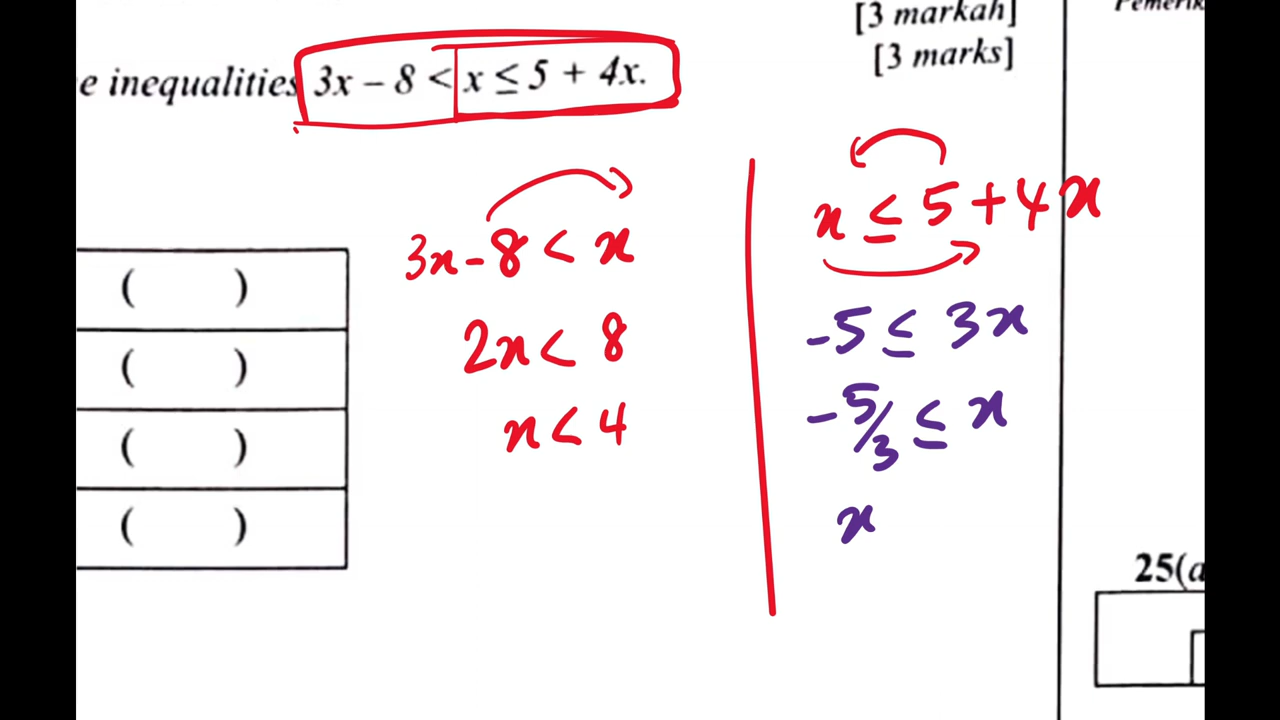 [3 markah]
[3 marks]
e inequalities 3x – 8 < x ≤ 5 + 4x.
3x - 8 < x
2x < 8
x < 4
x ≤ 5 + 4x
-5 ≤ 3x
-5/3 ≤ x
x
( )
( )
( )
( )
Pemerik
25(a